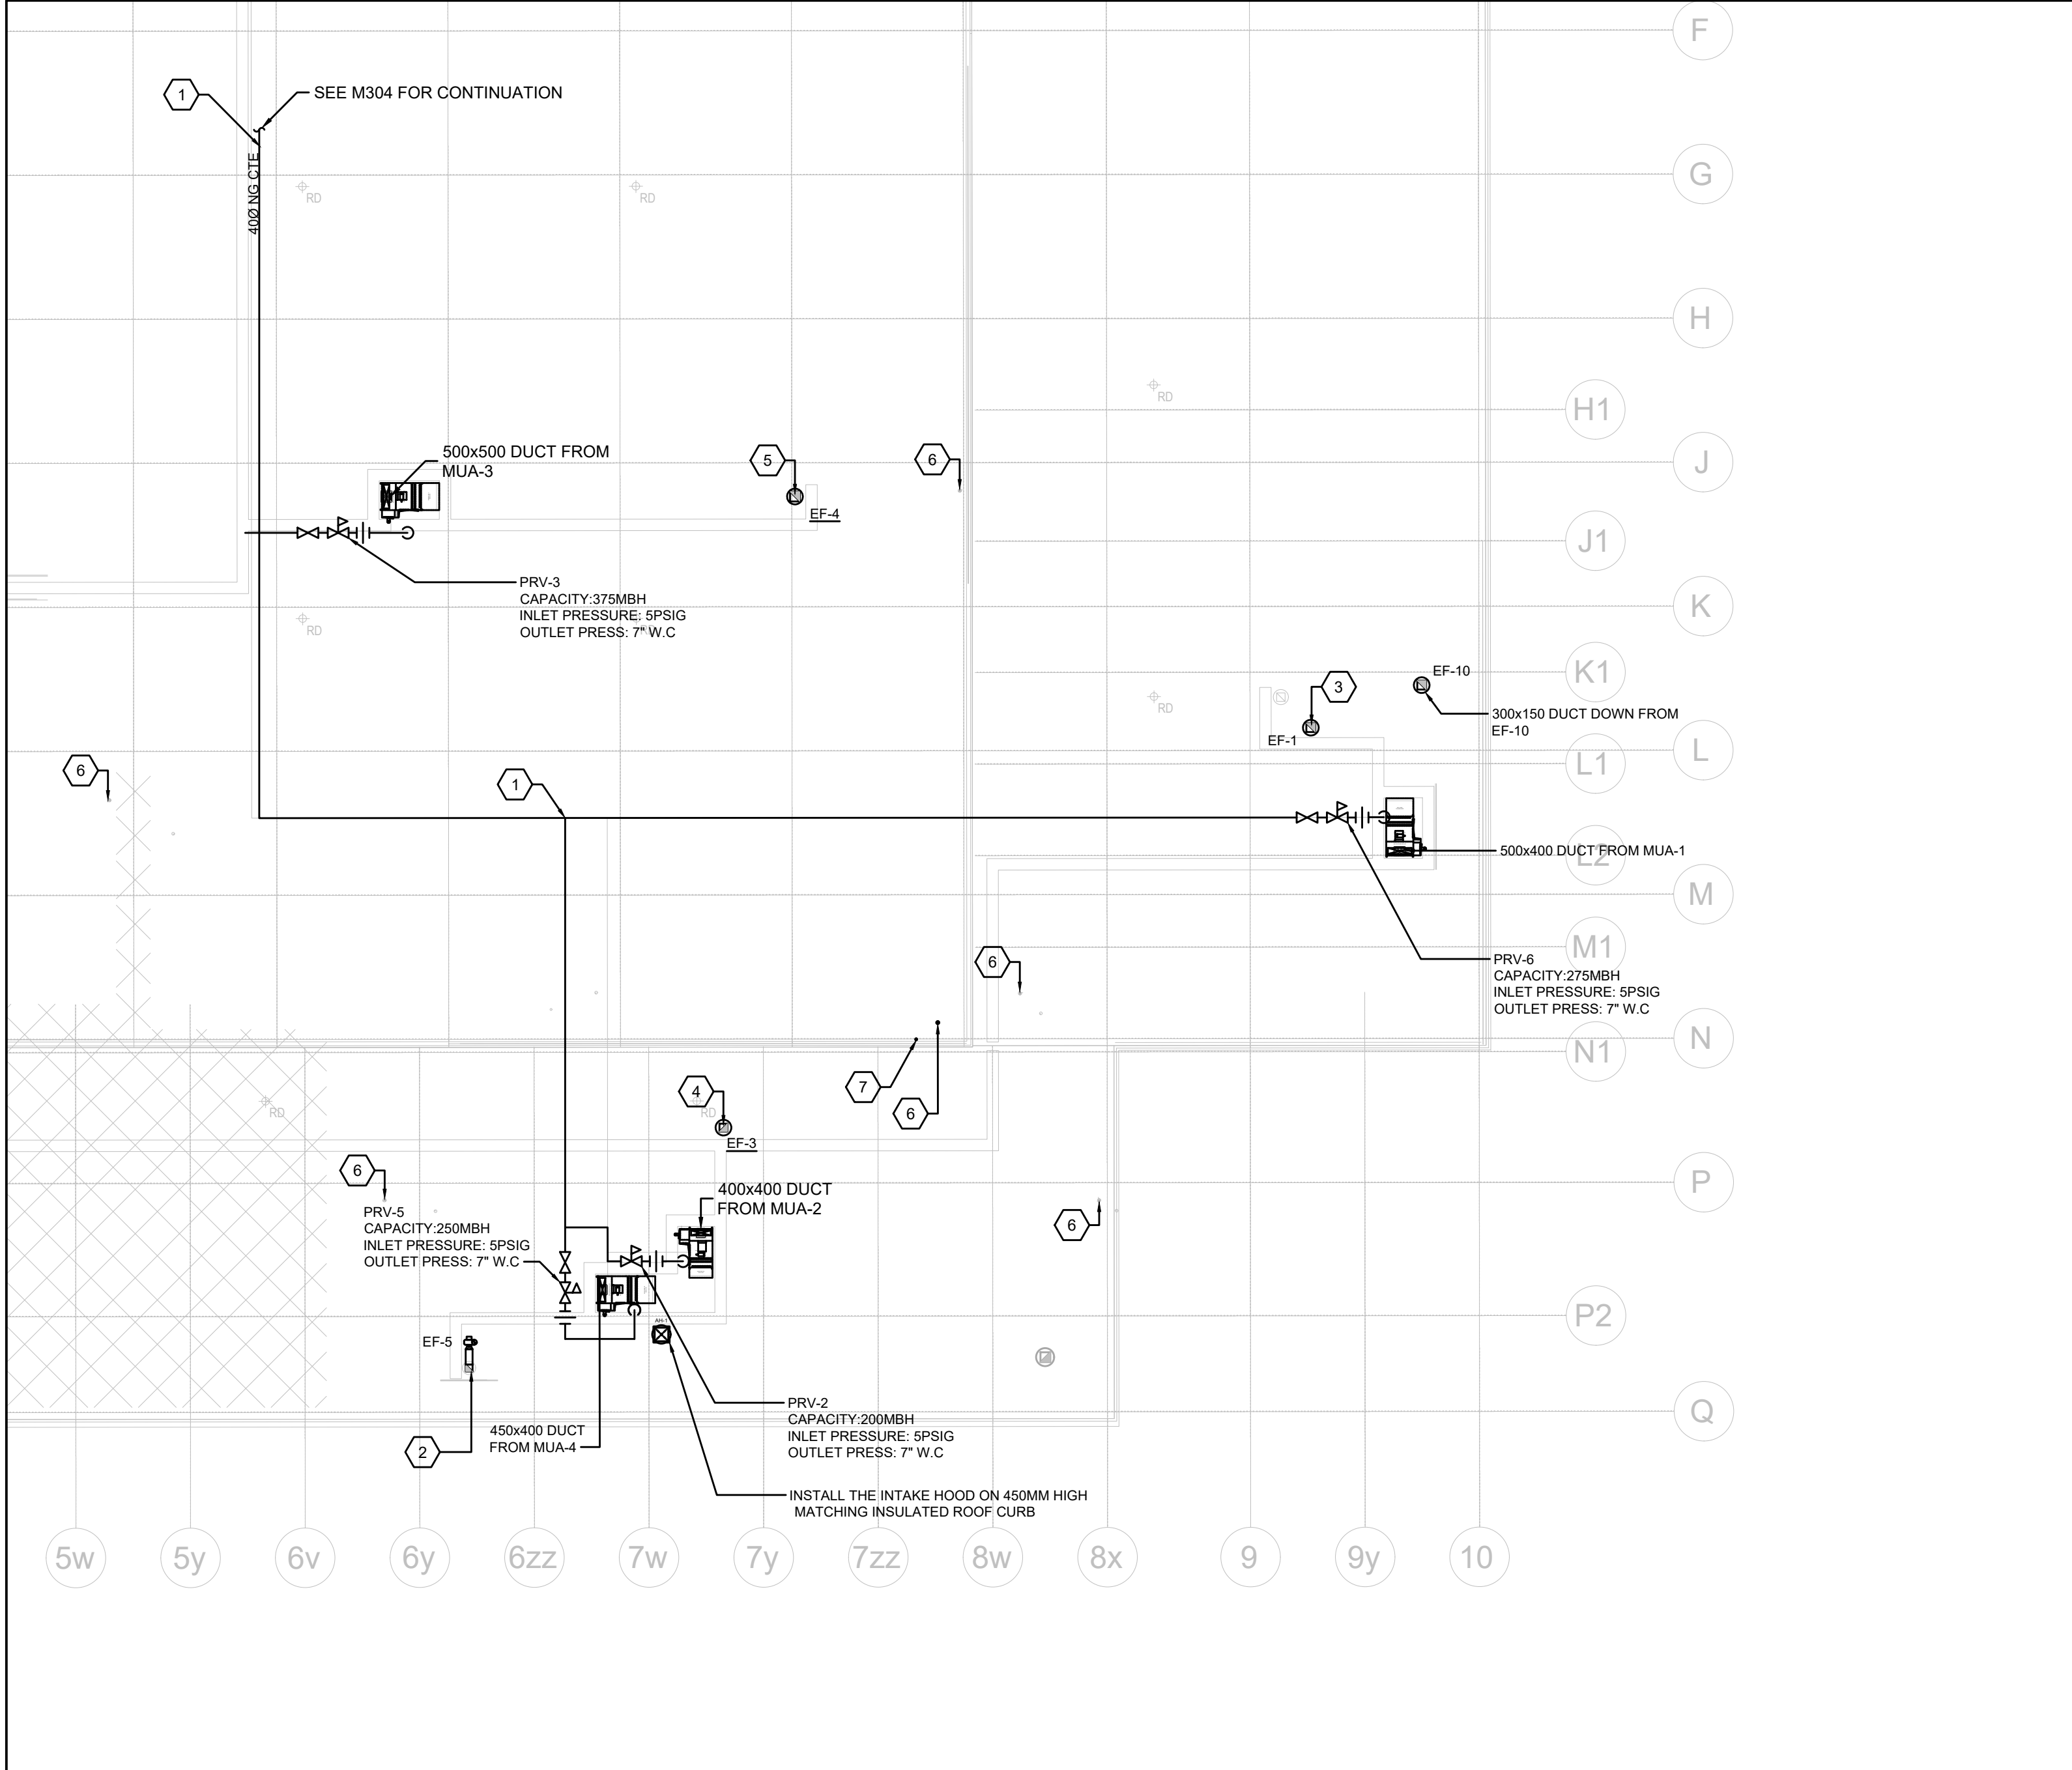 F
1
SEE M304 FOR CONTINUATION
40Ø NG CTE
G
RD
RD
H
RD
H1
500x500 DUCT FROM
MUA-3
5
6
J
EF-4
J1
PRV-3
CAPACITY:375MBH
INLET PRESSURE: 5PSIG
OUTLET PRESS: 7" W.C
RD
RD
K
EF-10
K1
3
RD
300x150 DUCT DOWN FROM
EF-10
EF-1
L
L1
6
1
500x400 DUCT FROM MUA-1
L2
M
M1
6
PRV-6
CAPACITY:275MBH
INLET PRESSURE: 5PSIG
OUTLET PRESS: 7" W.C
N
N1
7
4
RD
RD
6
EF-3
6
P
400x400 DUCT
FROM MUA-2
PRV-5
CAPACITY:250MBH
INLET PRESSURE: 5PSIG
OUTLET PRESS: 7" W.C
6
P2
AH-1
EF-5
PRV-2
CAPACITY:200MBH
INLET PRESSURE: 5PSIG
OUTLET PRESS: 7" W.C
Q
450x400 DUCT
FROM MUA-4
2
INSTALL THE INTAKE HOOD ON 450MM HIGH
MATCHING INSULATED ROOF CURB
5w
5y
6v
6y
6zz
7w
7y
7zz
8w
8x
9
9y
10